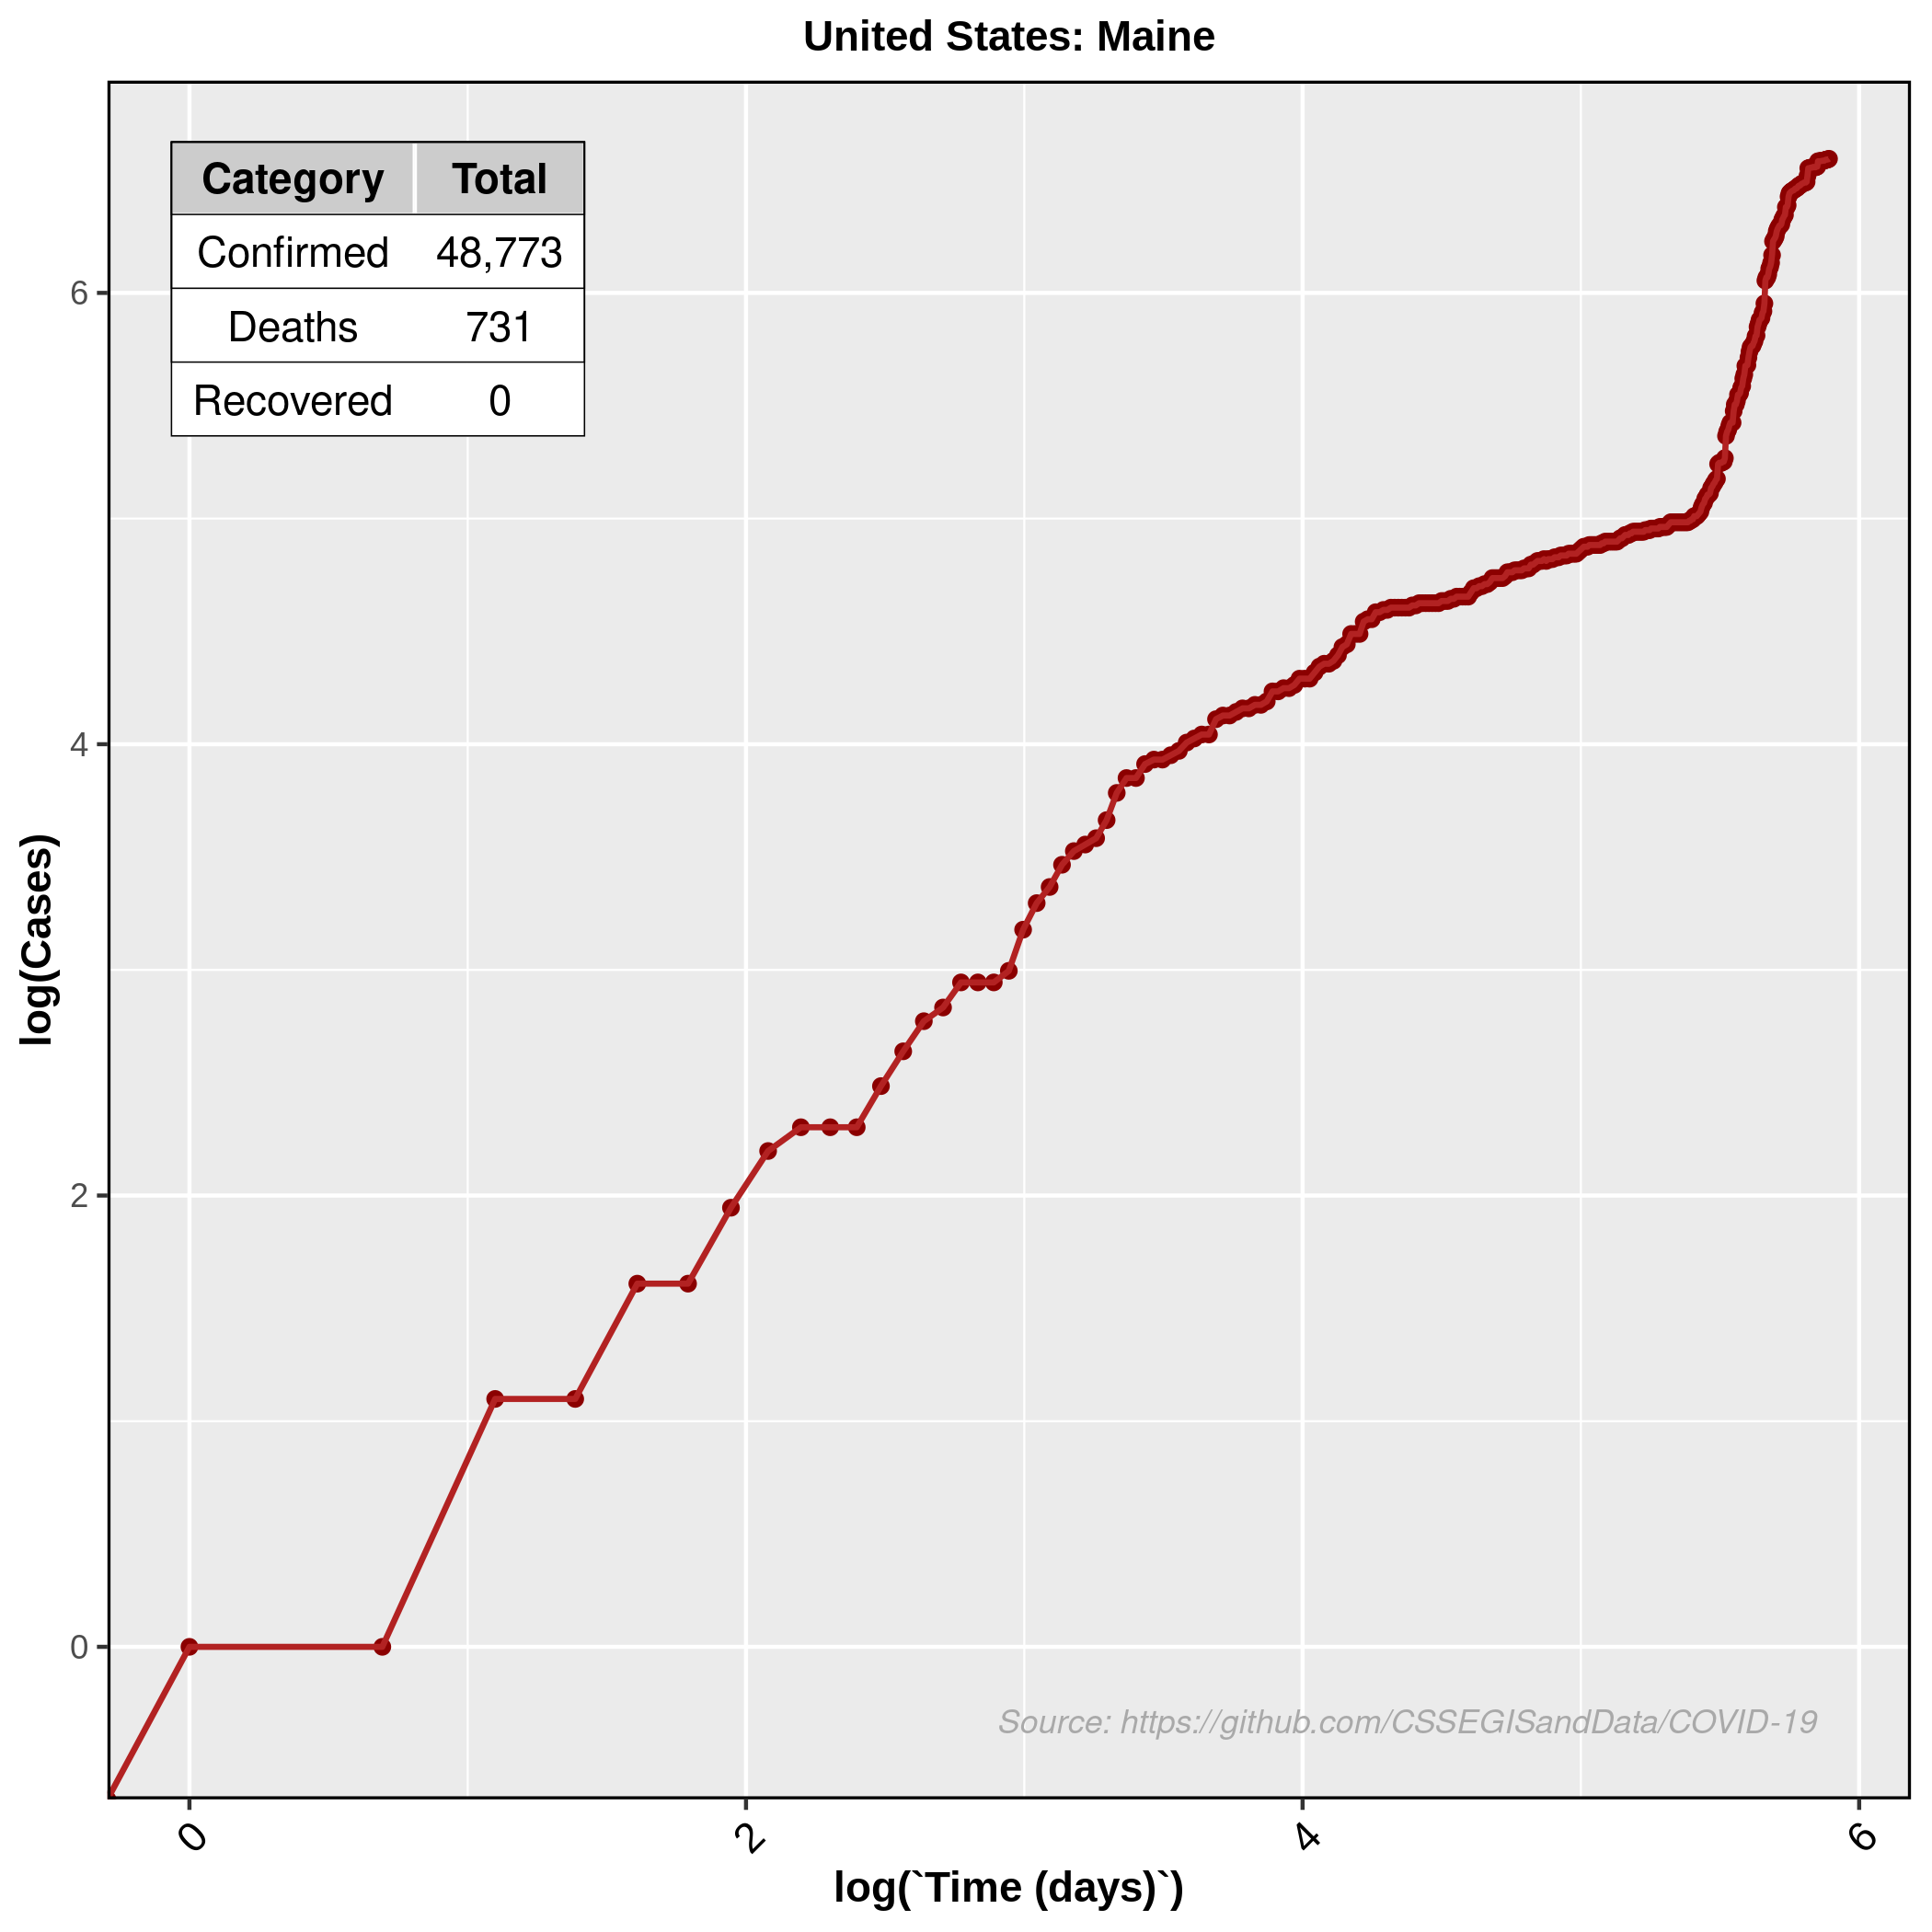 United States: Maine
Category Total
Confirmed 48,773
Deaths 731
Recovered 0
6
4
2
0
log(Cases)
Source: https://github.com/CSSEGISandData/COVID-19
0 2 4 6
log(`Time (days)`)